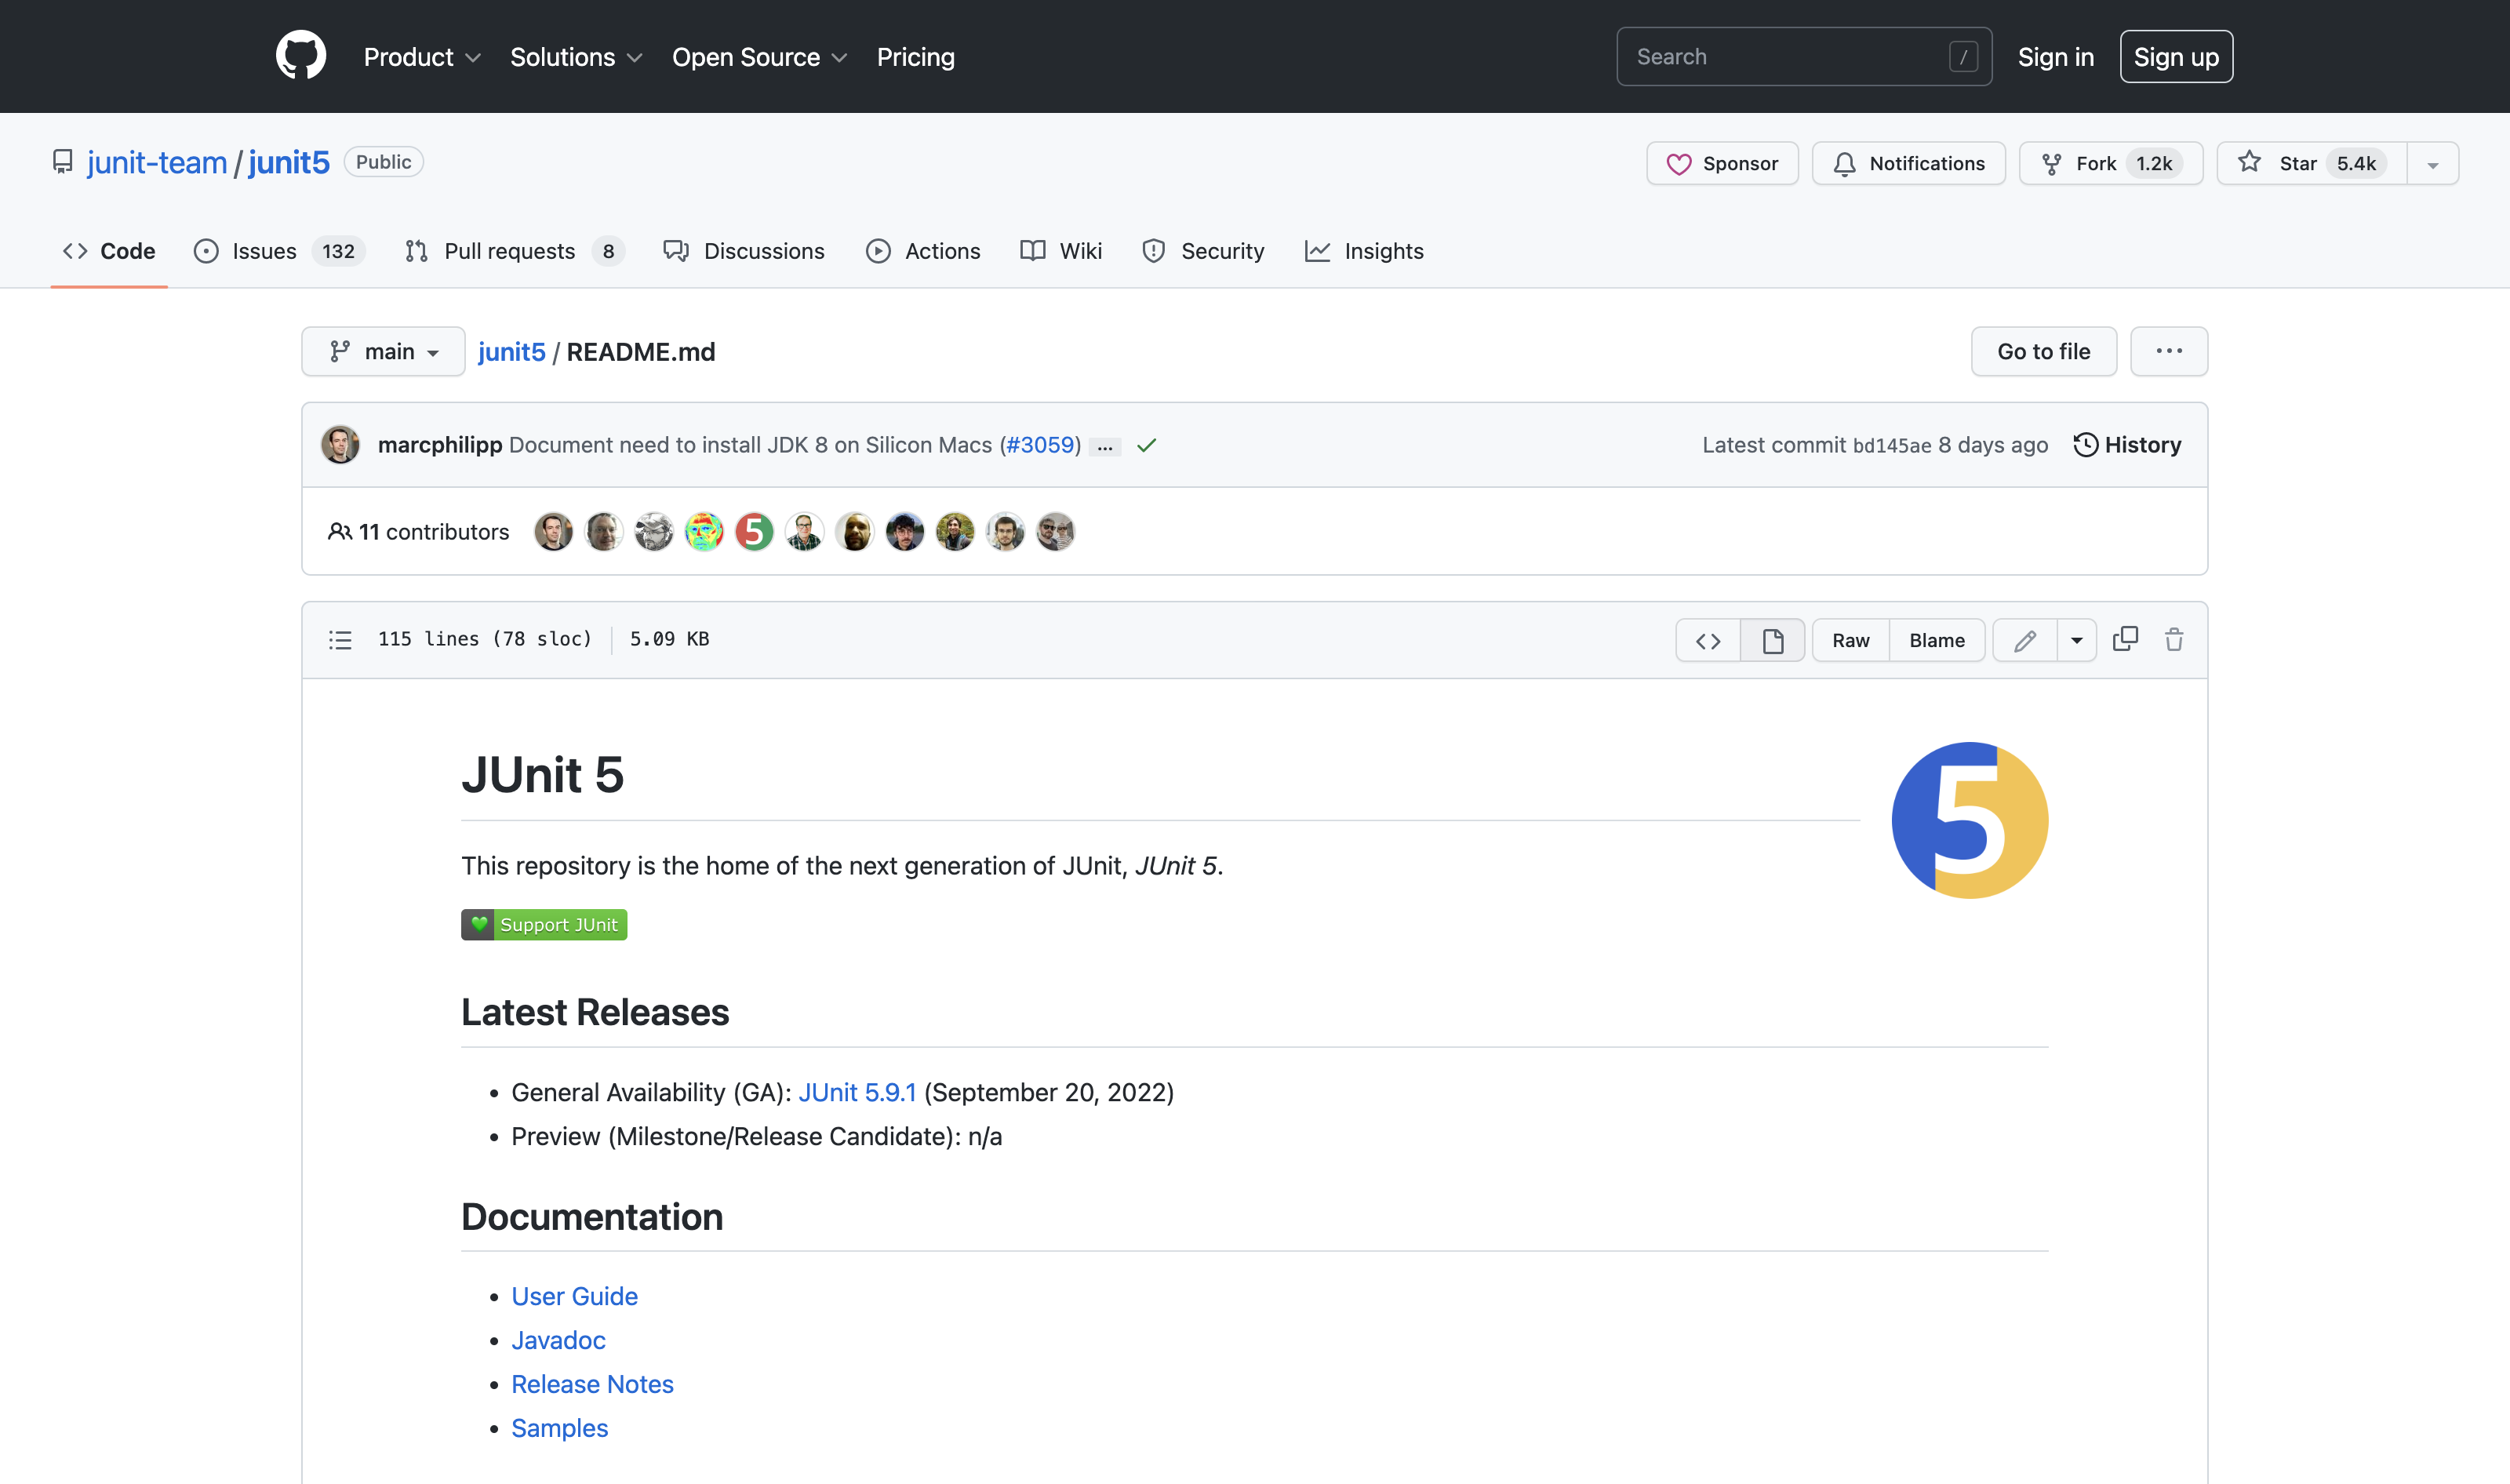 Product Solutions Open Source Pricing Search / Sign in Sign up
junit-team / junit5 Public Sponsor Notifications Fork 1.2k Star 5.4k
Code Issues 132 Pull requests 8 Discussions Actions Wiki Security Insights
main junit5 / README.md Go to file ...
marcphilipp Document need to install JDK 8 on Silicon Macs (#3059) ... Latest commit bd145ae 8 days ago History
11 contributors 5
115 lines (78 sloc) 5.09 KB Raw Blame
JUnit 5
5
This repository is the home of the next generation of JUnit, JUnit 5.
Support JUnit
Latest Releases
• General Availability (GA): JUnit 5.9.1 (September 20, 2022)
• Preview (Milestone/Release Candidate): n/a
Documentation
• User Guide
• Javadoc
• Release Notes
• Samples